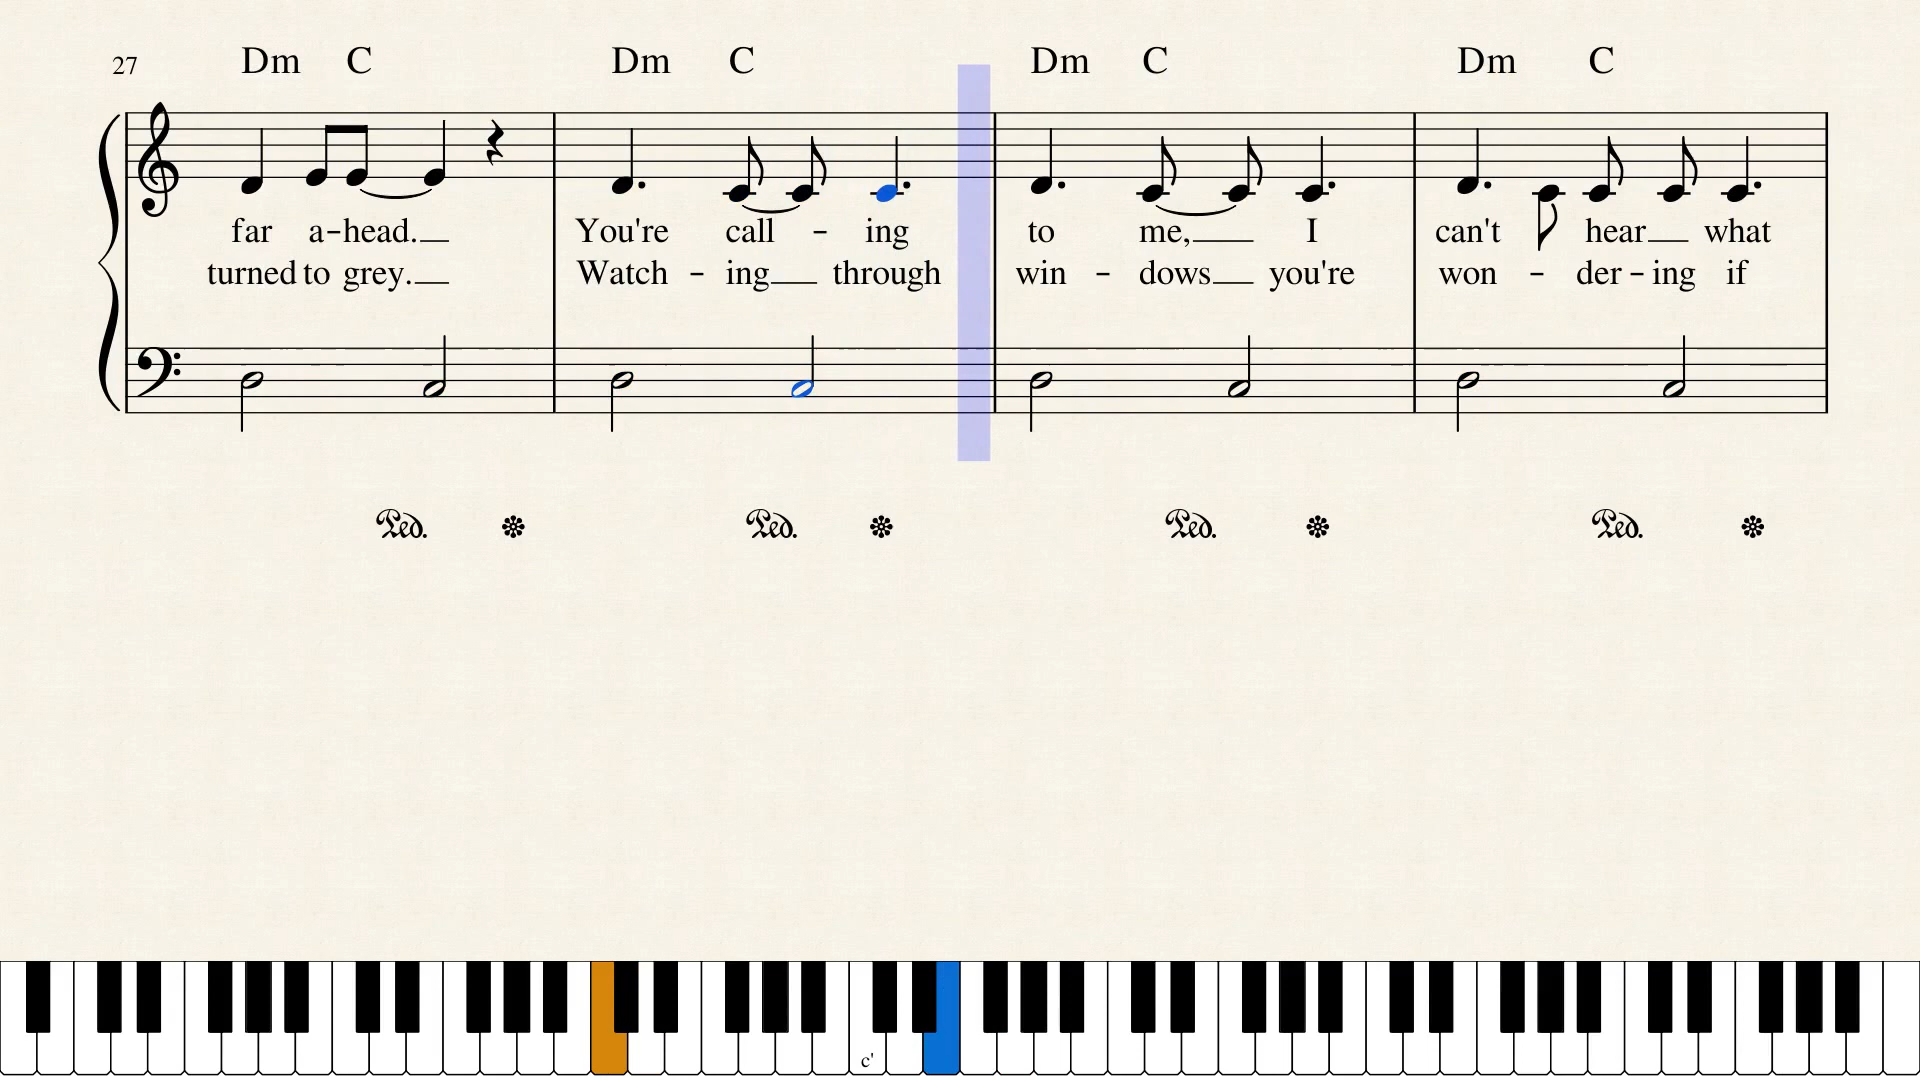 27 Dm C Dm C Dm C Dm C
far a-head. You're call - ing to me, I can't hear what
turned to grey. Watch - ing through win - dows you're won - der - ing if
Ped. Ped. Ped. Ped.
c'